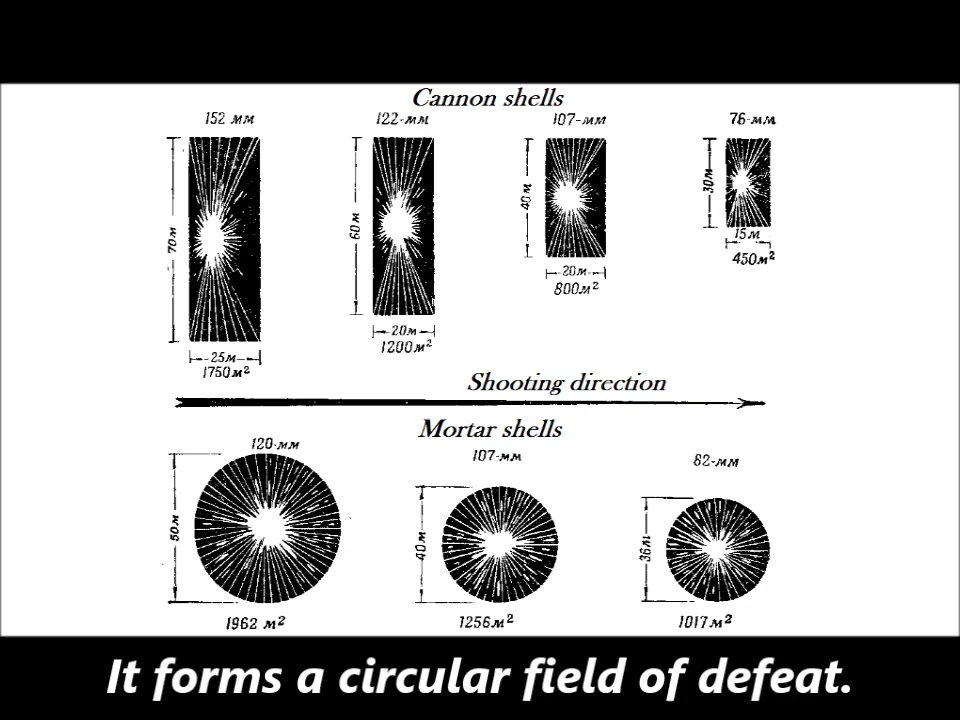 Cannon shells
152 мм
122-мм
107-мм
76-мм
70м
60м
40м
30м
25м
1750м²
20м
1200м²
20м
800м²
15м
450м²
Shooting direction
Mortar shells
120-мм
107-мм
82-мм
50м
40м
36м
1962 м²
1256м²
1017м²
It forms a circular field of defeat.